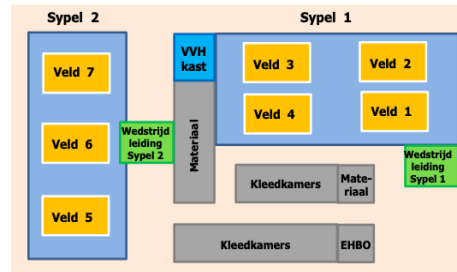 Sypel 2
Sypel 1
Veld 7
Veld 6
Veld 5
Wedstrijd
leiding
Sypel 2
VVH
kast
Materiaal
Veld 3
Veld 2
Veld 4
Veld 1
Wedstrijd
leiding
Sypel 1
Kleedkamers
Mate-
riaal
Kleedkamers
EHBO